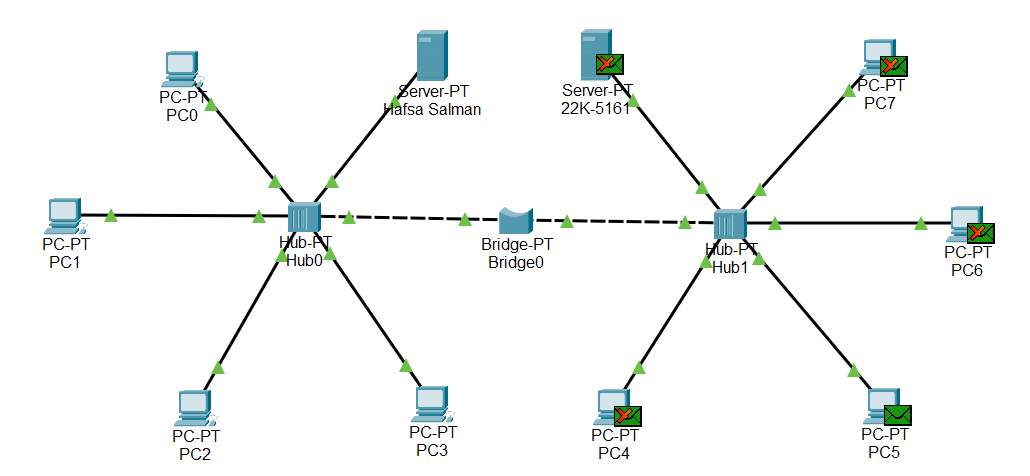 PC-PT
PC0
Server-PT
Hafsa Salman
Server-PT
22K-5161
PC-PT
PC7
PC-PT
PC1
Hub-PT
Hub0
Bridge-PT
Bridge0
Hub-PT
Hub1
PC-PT
PC6
PC-PT
PC2
PC-PT
PC3
PC-PT
PC4
PC-PT
PC5